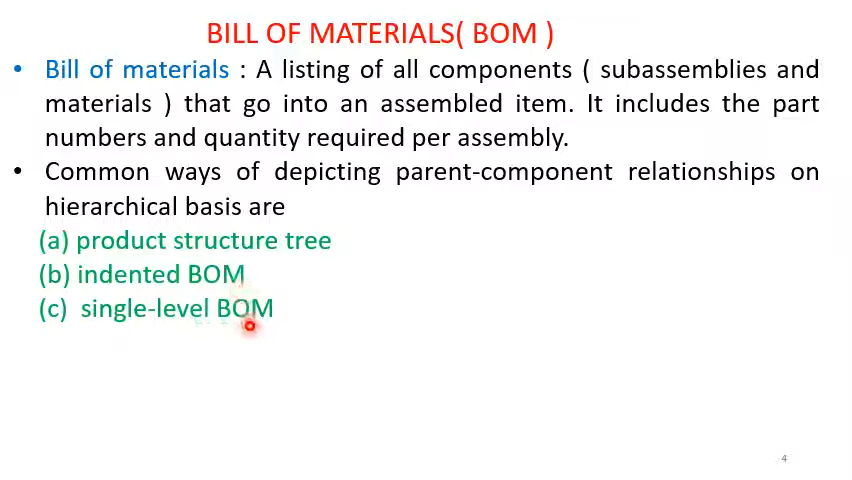 BILL OF MATERIALS( BOM )
• Bill of materials : A listing of all components ( subassemblies and
materials ) that go into an assembled item. It includes the part
numbers and quantity required per assembly.
• Common ways of depicting parent-component relationships on
hierarchical basis are
(a) product structure tree
(b) indented BOM
(c) single-level BOM
4